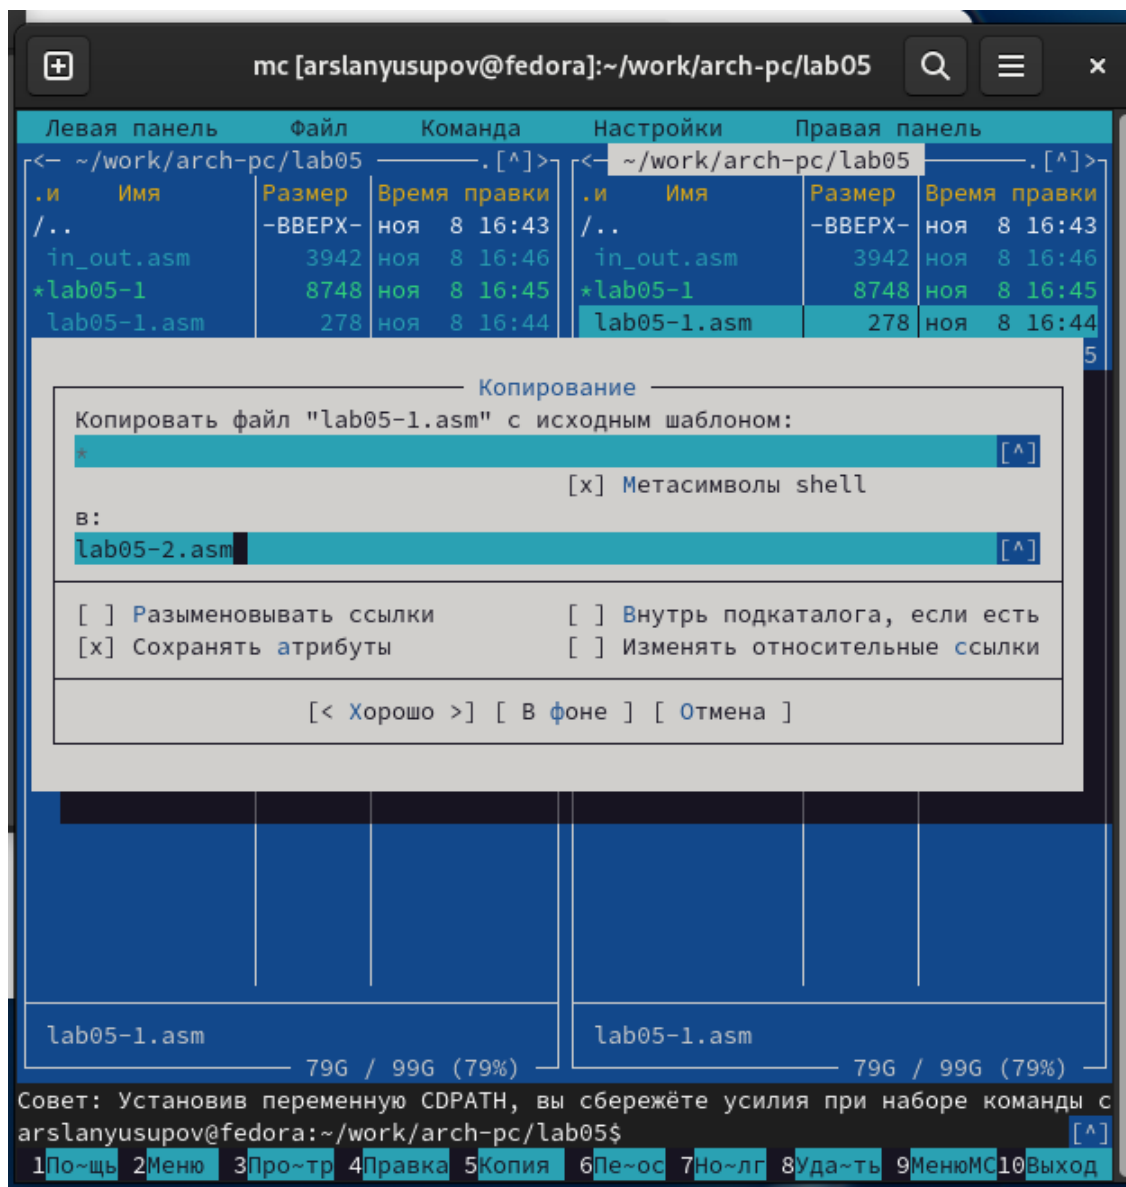 mc [arslanyusupov@fedora]:~/work/arch-pc/lab05
Левая панель Файл Команда Настройки Правая панель
<─ ~/work/arch-pc/lab05 ───.[^]> <─ ~/work/arch-pc/lab05 ───.[^]>
.и Имя Размер Время правки .и Имя Размер Время правки
/.. -ВВЕРХ- ноя 8 16:43 /.. -ВВЕРХ- ноя 8 16:43
in_out.asm 3942 ноя 8 16:46 in_out.asm 3942 ноя 8 16:46
*lab05-1 8748 ноя 8 16:45 *lab05-1 8748 ноя 8 16:45
lab05-1.asm 278 ноя 8 16:44 lab05-1.asm 278 ноя 8 16:44
5
Копирование
Копировать файл "lab05-1.asm" с исходным шаблоном:
* [^]
[x] Метасимволы shell
в:
lab05-2.asm [^]
[ ] Разыменовывать ссылки [ ] Внутрь подкаталога, если есть
[x] Сохранять атрибуты [ ] Изменять относительные ссылки
[< Хорошо >] [ В фоне ] [ Отмена ]
lab05-1.asm lab05-1.asm
79G / 99G (79%) 79G / 99G (79%)
Совет: Установив переменную CDPATH, вы сбережёте усилия при наборе команды c
arslanyusupov@fedora:~/work/arch-pc/lab05$ [^]
1По~щь 2Меню 3Про~тр 4Правка 5Копия 6Пе~ос 7Но~лг 8Уда~ть 9МенюMC10Выход